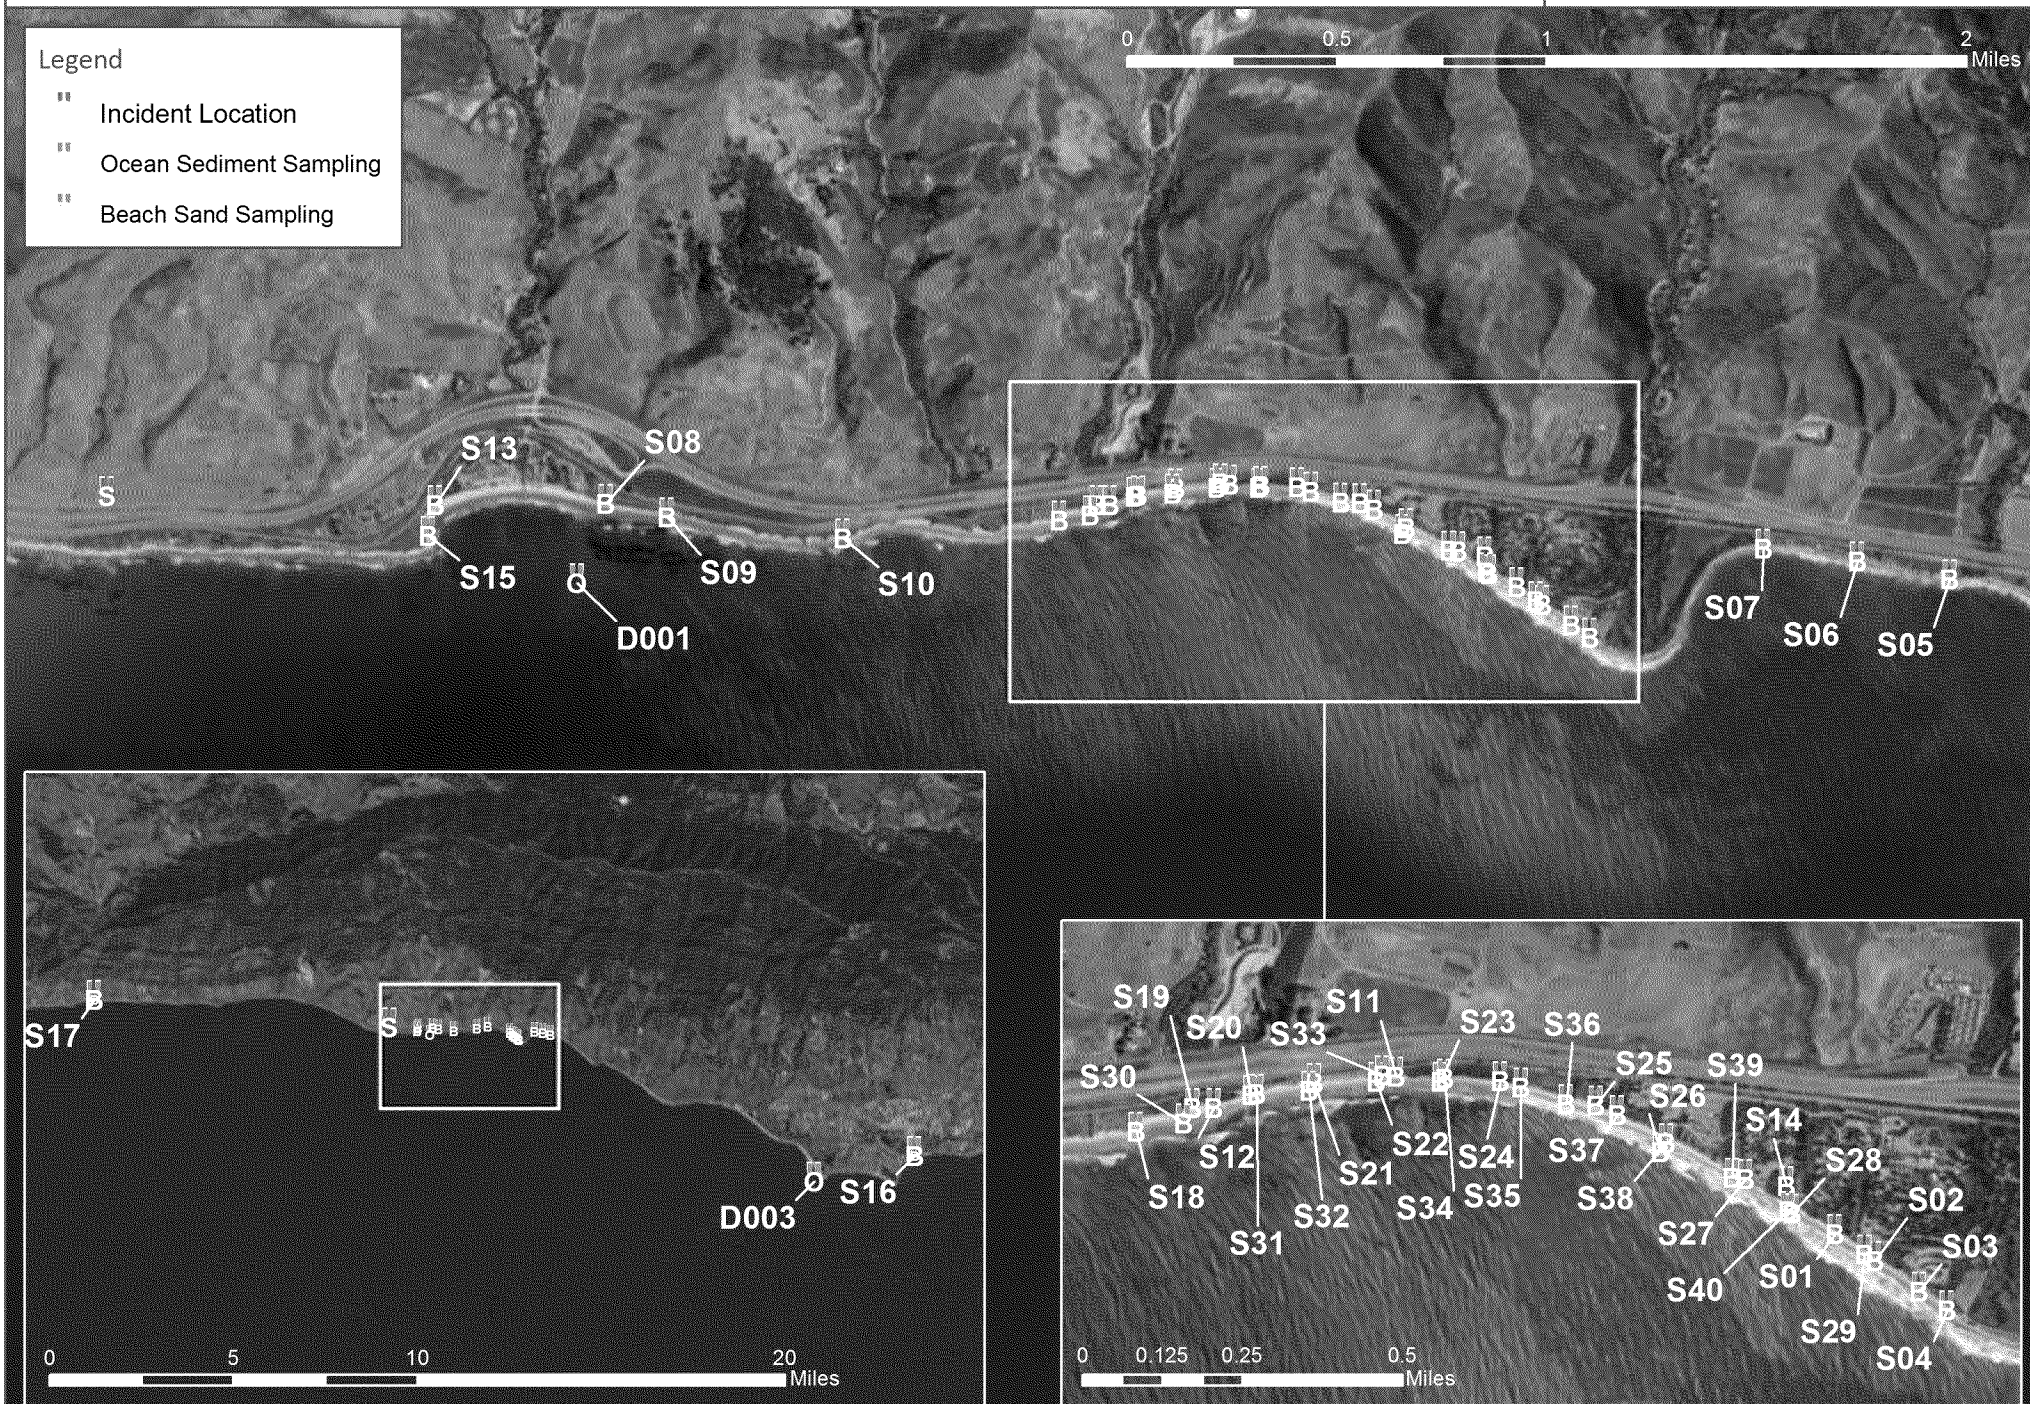 Legend
Incident Location
Ocean Sediment Sampling
Beach Sand Sampling
0 0.5 1 2
Miles
S
S13
S08
B
B
B
B
B
S15
S09
S10
O
D001
B
B
B
S07
S06
S05
B
S17
S
B
S16
O
D003
0 5 10 20
Miles
S19
S11
S20
S33
S23
S36
S25
S39
S30
S26
S14
S12
S22
S24
S37
S28
S18
S21
S35
S38
S02
S32
S34
S31
S27
S03
S40
S01
S29
S04
0 0.125 0.25 0.5
Miles